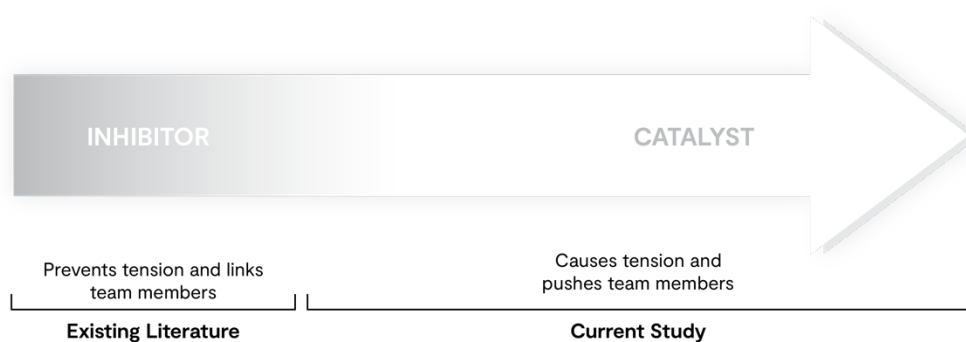 INHIBITOR
CATALYST
Prevents tension and links
team members
Existing Literature
Causes tension and
pushes team members
Current Study